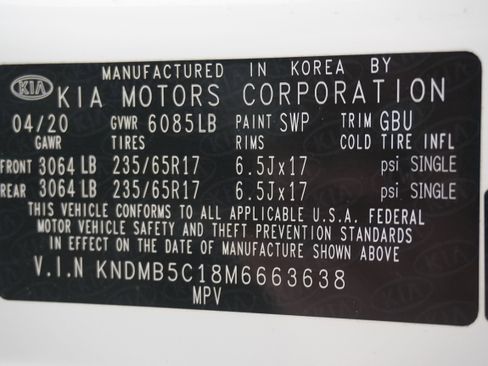 MANUFACTURED IN KOREA BY
KIA KIA MOTORS CORPORATION
04/20 GVWR 6085LB PAINT SWP TRIM GBU
GAWR TIRES RIMS COLD TIRE INFL
FRONT 3064 LB 235/65R17 6.5Jx17 psi SINGLE
REAR 3064 LB 235/65R17 6.5Jx17 psi SINGLE
THIS VEHICLE CONFORMS TO ALL APPLICABLE U.S.A. FEDERAL
MOTOR VEHICLE SAFETY AND THEFT PREVENTION STANDARDS
IN EFFECT ON THE DATE OF MANUFACTURE SHOWN ABOVE
V.I.N KNDMB5C18M6663638
MPV